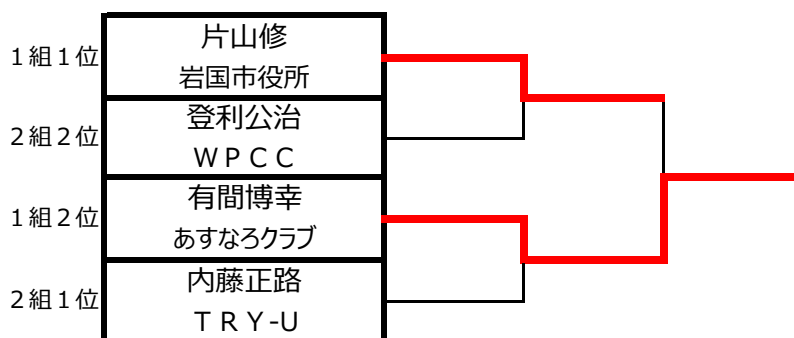 1組1位
片山修
岩国市役所
2組2位
登利公治
WPCC
1組2位
有間博幸
あすなろクラブ
2組1位
内藤正路
TRY-U